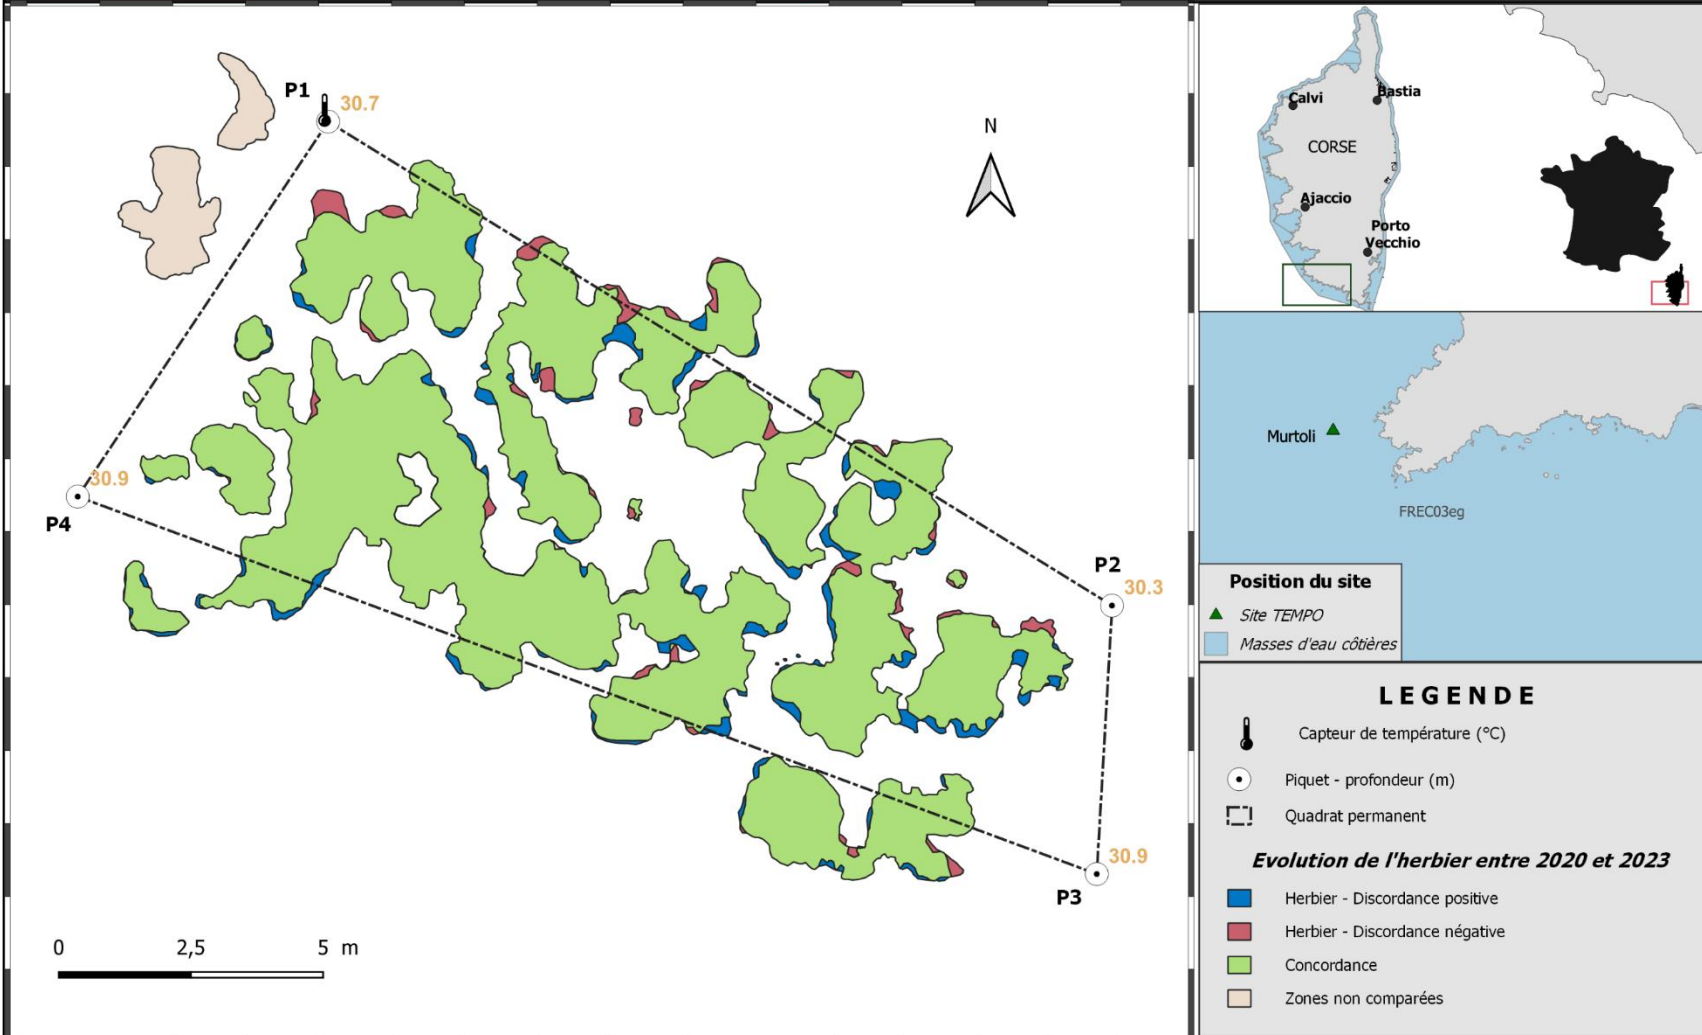 P1
30.7
N
30.9
P4
P2
30.3
30.9
P3
0 2,5 5 m
Calvi
Bastia
CORSE
Ajaccio
Porto
Vecchio
Murtoli
FREC03eg
Position du site
Site TEMPO
Masses d'eau côtières
LEGENDE
Capteur de température (°C)
Piquet - profondeur (m)
Quadrat permanent
Evolution de l'herbier entre 2020 et 2023
Herbier - Discordance positive
Herbier - Discordance négative
Concordance
Zones non comparées